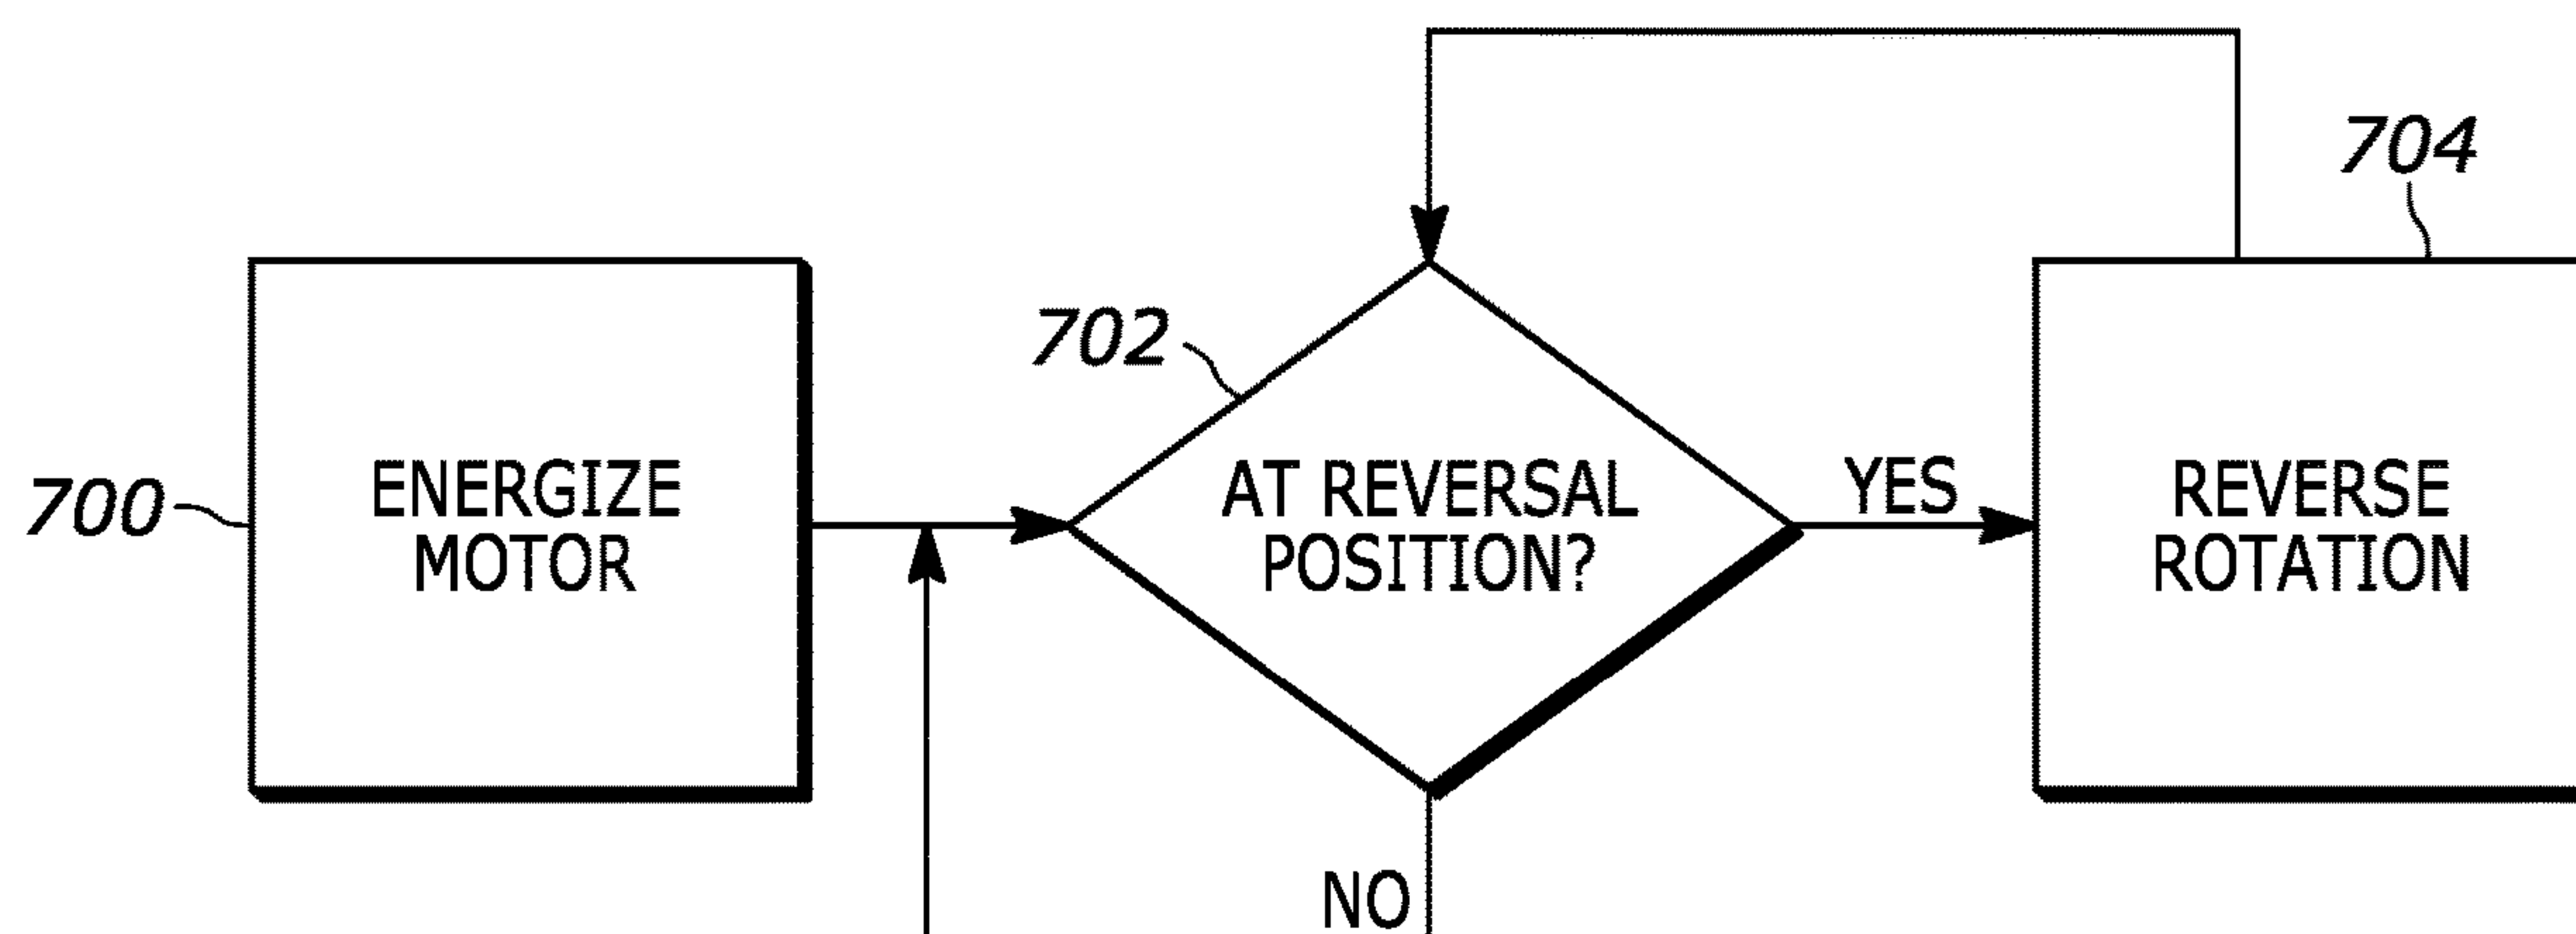 704
702
700
ENERGIZE
MOTOR
AT REVERSAL
POSITION?
YES
REVERSE
ROTATION
NO